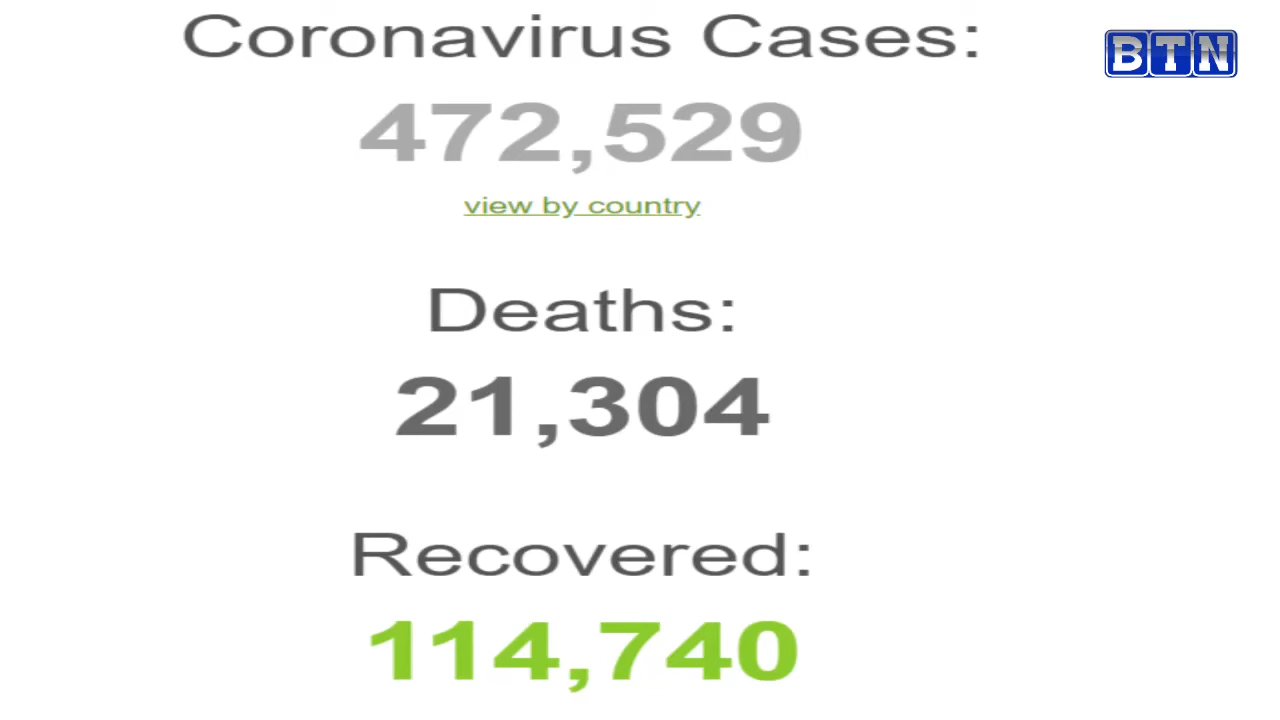 Coronavirus Cases:
BTN
472,529
view by country
Deaths:
21,304
Recovered:
114,740